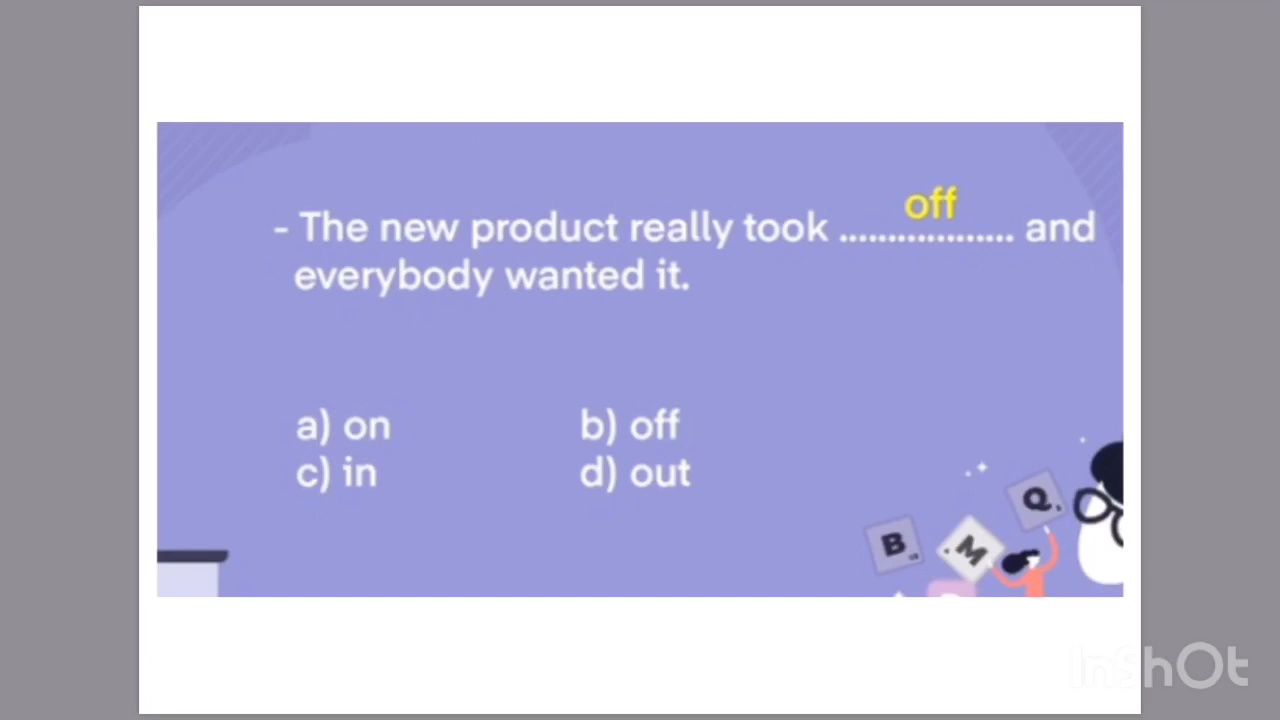 off
- The new product really took .................. and
everybody wanted it.
a) on b) off
c) in d) out
B M Q
InShOt